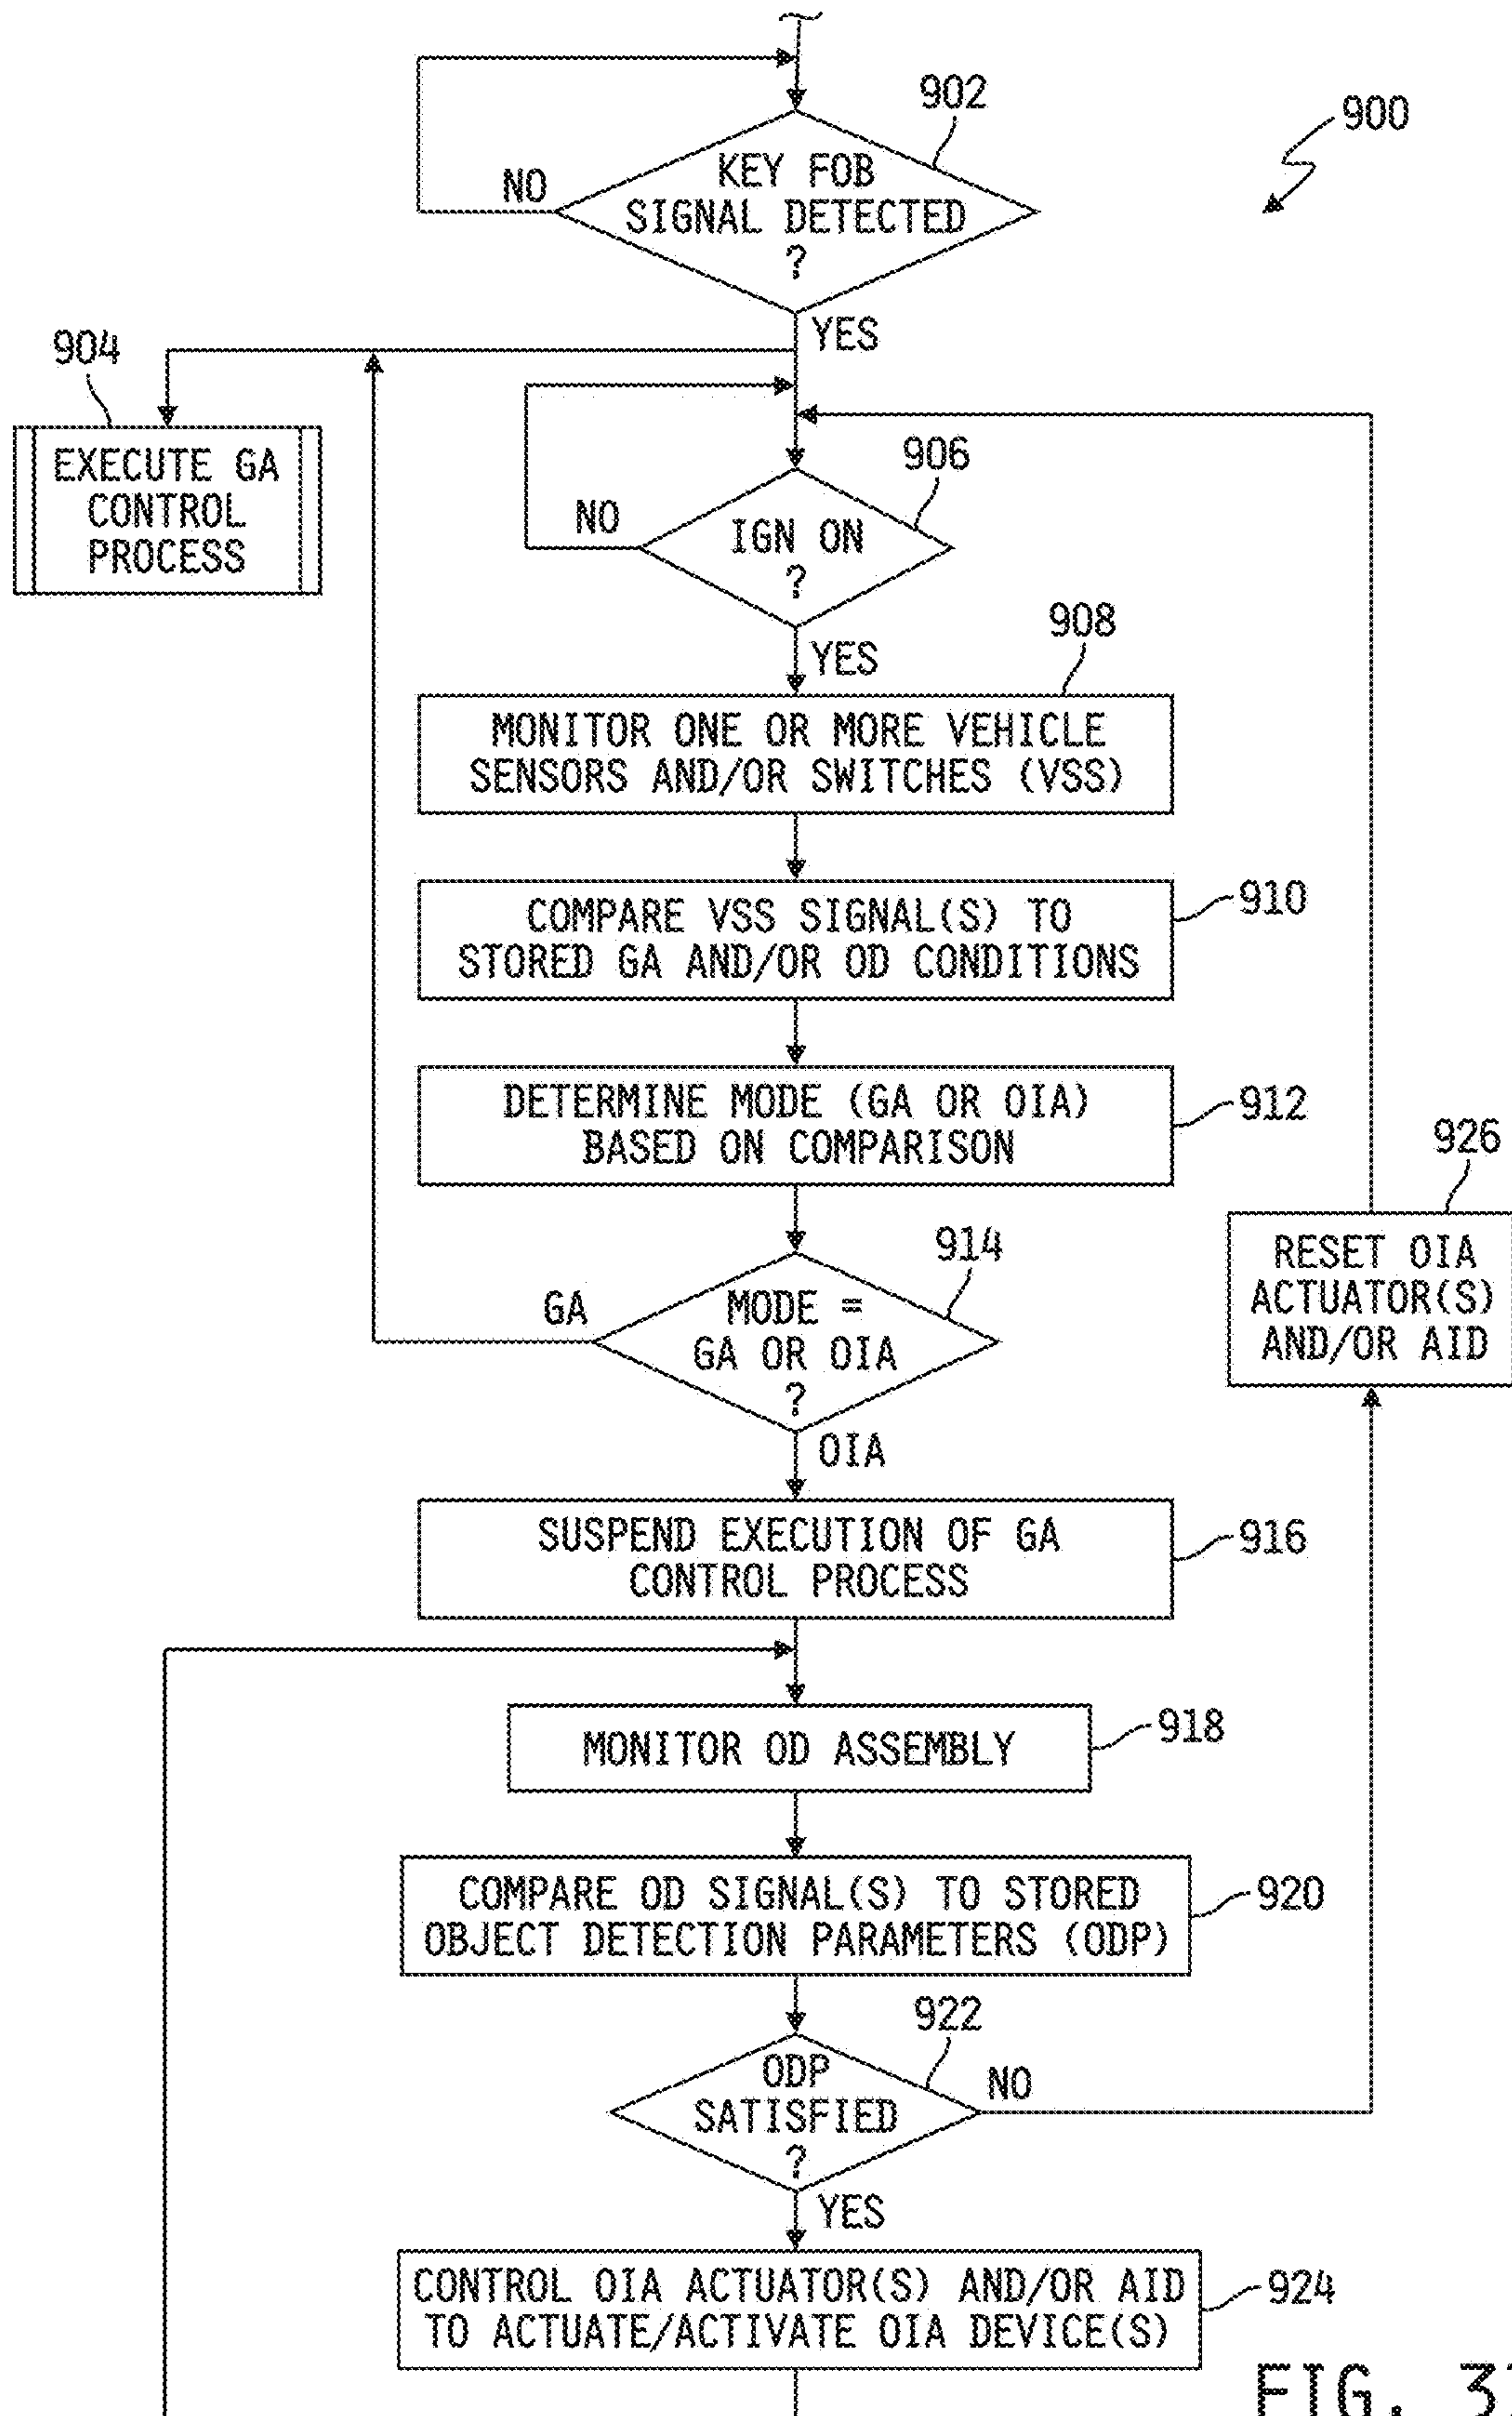 902
900
KEY FOB
SIGNAL DETECTED
?
NO
YES
904
EXECUTE GA
CONTROL
PROCESS
906
IGN ON
?
NO
YES
908
MONITOR ONE OR MORE VEHICLE
SENSORS AND/OR SWITCHES (VSS)
COMPARE VSS SIGNAL(S) TO
STORED GA AND/OR OD CONDITIONS
910
DETERMINE MODE (GA OR OIA)
BASED ON COMPARISON
912
926
RESET OIA
ACTUATOR(S)
AND/OR AID
914
GA
MODE =
GA OR OIA
?
OIA
SUSPEND EXECUTION OF GA
CONTROL PROCESS
916
MONITOR OD ASSEMBLY
918
COMPARE OD SIGNAL(S) TO STORED
OBJECT DETECTION PARAMETERS (ODP)
920
922
ODP
SATISFIED
?
NO
YES
CONTROL OIA ACTUATOR(S) AND/OR AID
TO ACTUATE/ACTIVATE OIA DEVICE(S)
924
FIG.